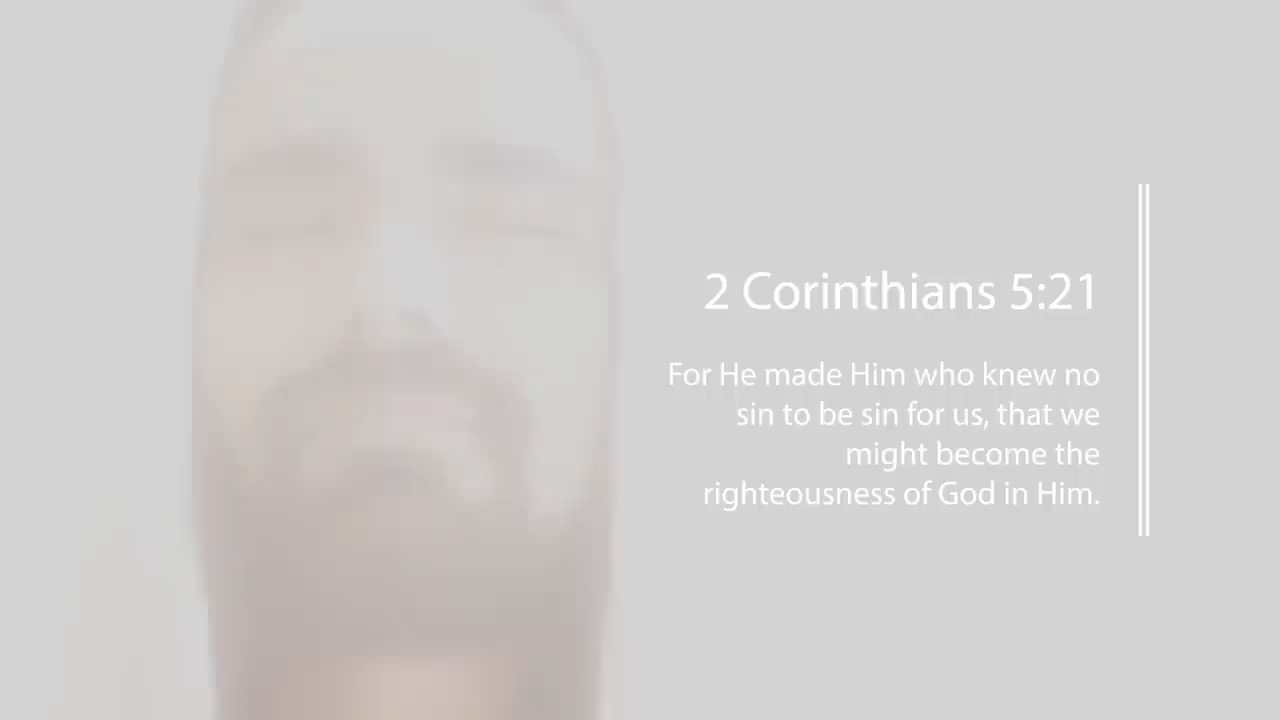 2 Corinthians 5:21
For He made Him who knew no
sin to be sin for us, that we
might become the
righteousness of God in Him.